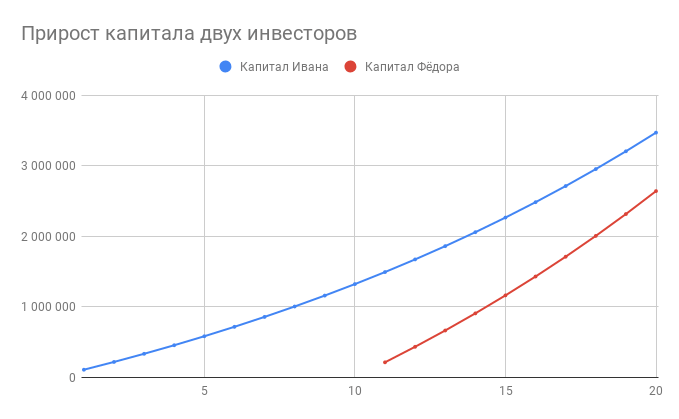 Прирост капитала двух инвесторов
Капитал Ивана Капитал Фёдора
4 000 000
3 000 000
2 000 000
1 000 000
0
5 10 15 20